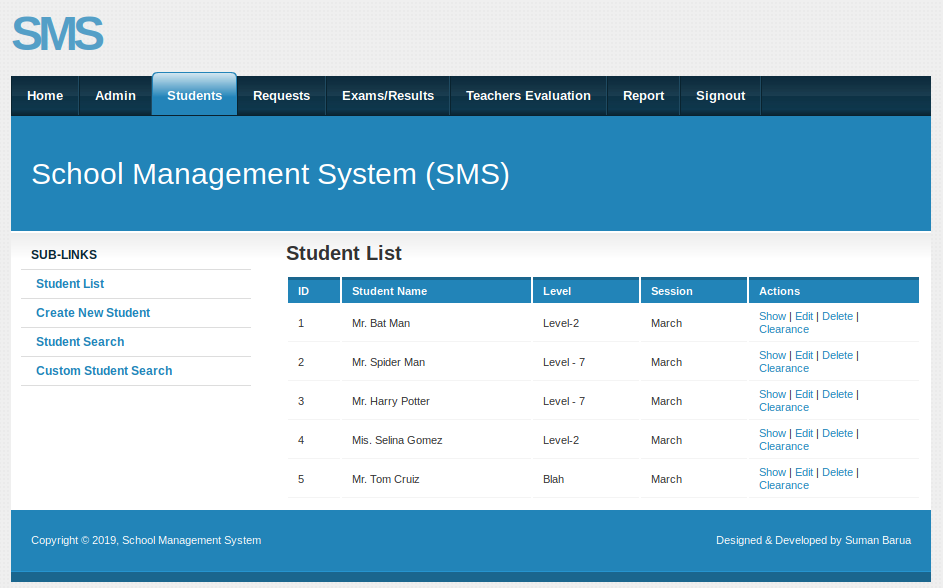 SMS
Home Admin Students Requests Exams/Results Teachers Evaluation Report Signout
School Management System (SMS)
SUB-LINKS
Student List
Create New Student
Student Search
Custom Student Search
Student List
ID Student Name Level Session Actions
1 Mr. Bat Man Level-2 March Show | Edit | Delete |
Clearance
2 Mr. Spider Man Level - 7 March Show | Edit | Delete |
Clearance
3 Mr. Harry Potter Level - 7 March Show | Edit | Delete |
Clearance
4 Mis. Selina Gomez Level-2 March Show | Edit | Delete |
Clearance
5 Mr. Tom Cruiz Blah March Show | Edit | Delete |
Clearance
Copyright © 2019, School Management System Designed & Developed by Suman Barua